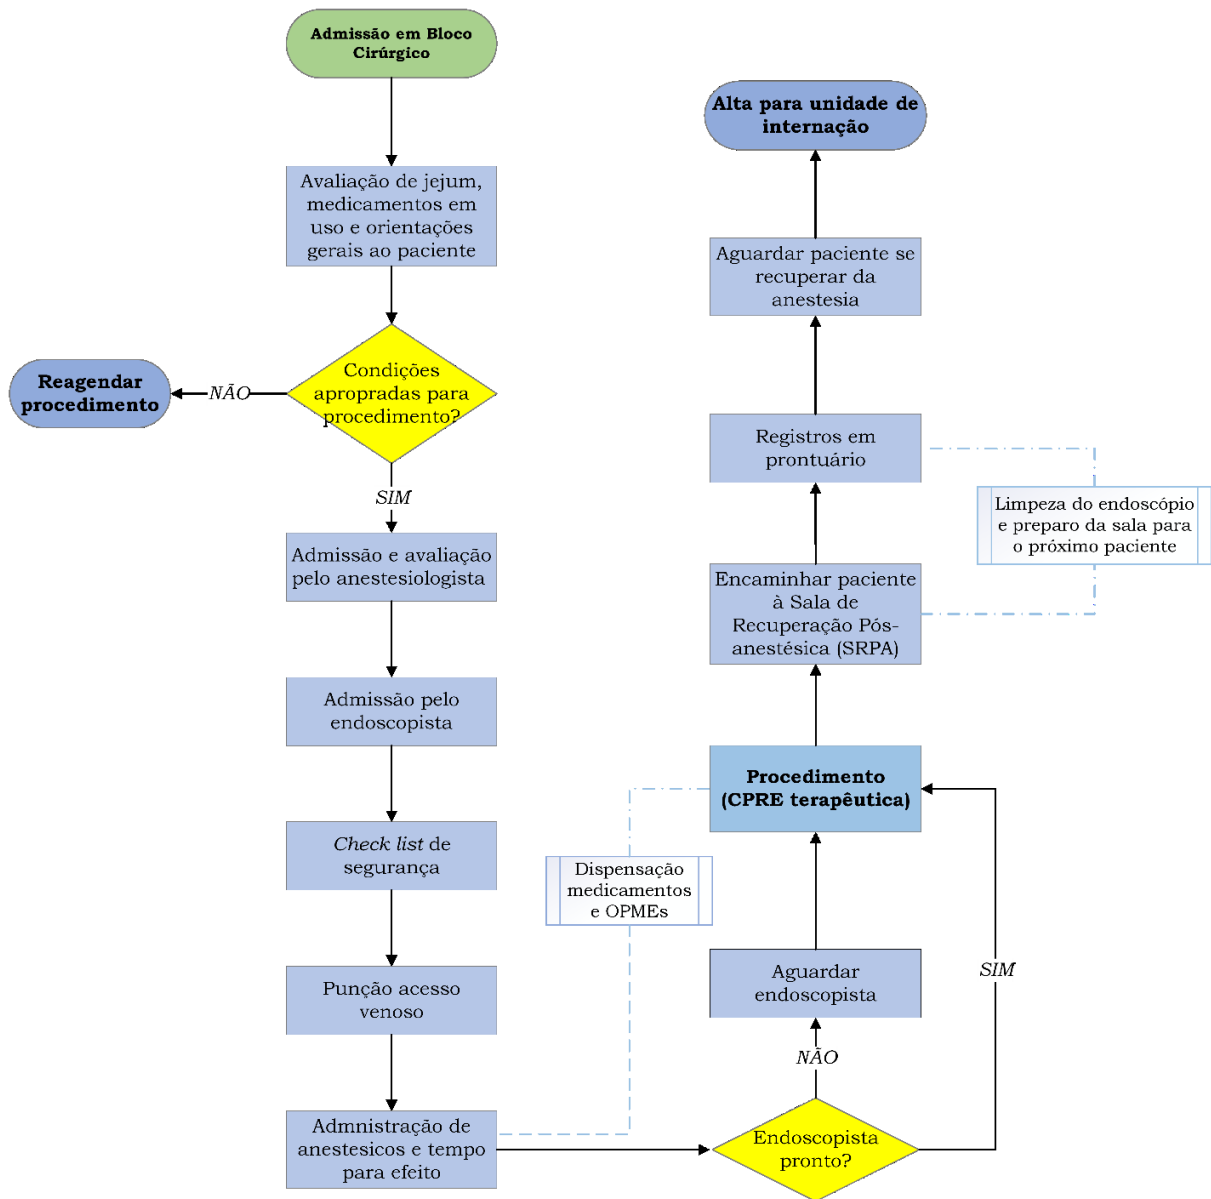 Admissão em Bloco
Cirúrgico
Avaliação de jejum,
medicamentos em
uso e orientações
gerais ao paciente
Condições
apropradas para
procedimento?
NÃO
Reagendar
procedimento
SIM
Admissão e avaliação
pelo anestesiologista
Admissão pelo
endoscopista
Check list de
segurança
Punção acesso
venoso
Admnistração de
anestesicos e tempo
para efeito
Dispensação
medicamentos
e OPMEs
Endoscopista
pronto?
NÃO
SIM
Aguardar
endoscopista
Procedimento
(CPRE terapêutica)
Encaminhar paciente
à Sala de
Recuperação Pós-
anestésica (SRPA)
Limpeza do endoscópio
e preparo da sala para
o próximo paciente
Registros em
prontuário
Aguardar paciente se
recuperar da
anestesia
Alta para unidade de
internação